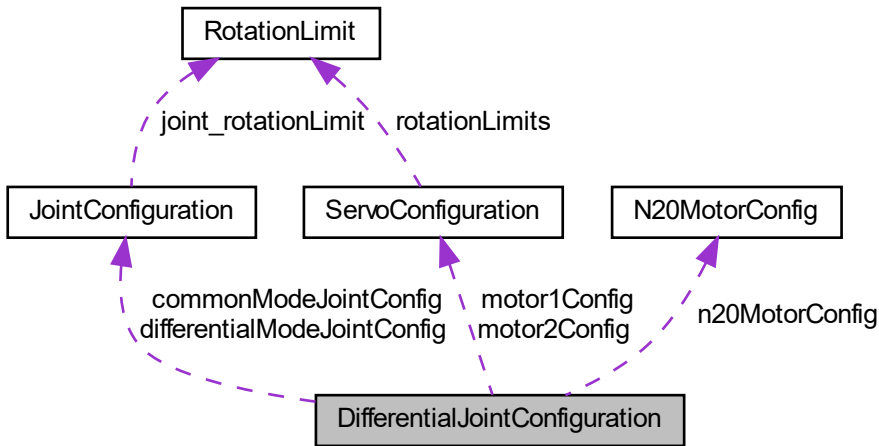 RotationLimit
joint_rotationLimit
rotationLimits
JointConfiguration
ServoConfiguration
N20MotorConfig
commonModeJointConfig
differentialModeJointConfig
motor1Config
motor2Config
n20MotorConfig
DifferentialJointConfiguration